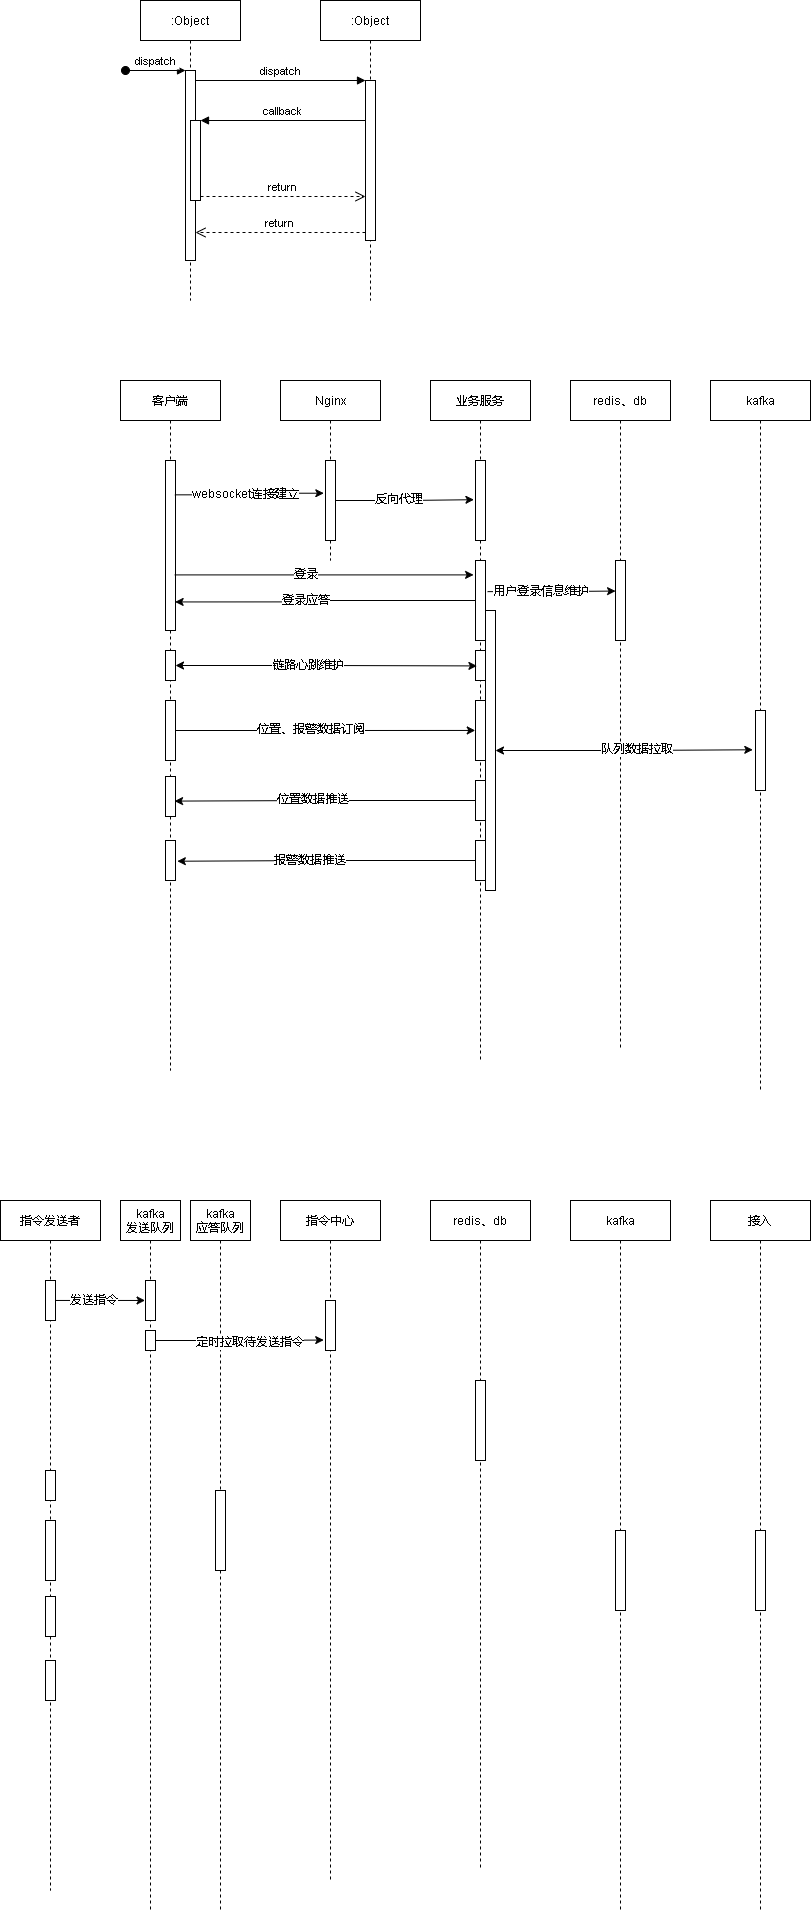 :Object
:Object
dispatch
dispatch
callback
return
return
客户端
Nginx
业务服务
redis、db
kafka
websocket连接建立
反向代理
登录
用户登录信息维护
登录应答
链路心跳维护
位置、报警数据订阅
队列数据拉取
位置数据推送
报警数据推送
指令发送者
kafka
发送队列
kafka
应答队列
指令中心
redis、db
kafka
接入
发送指令
定时拉取待发送指令